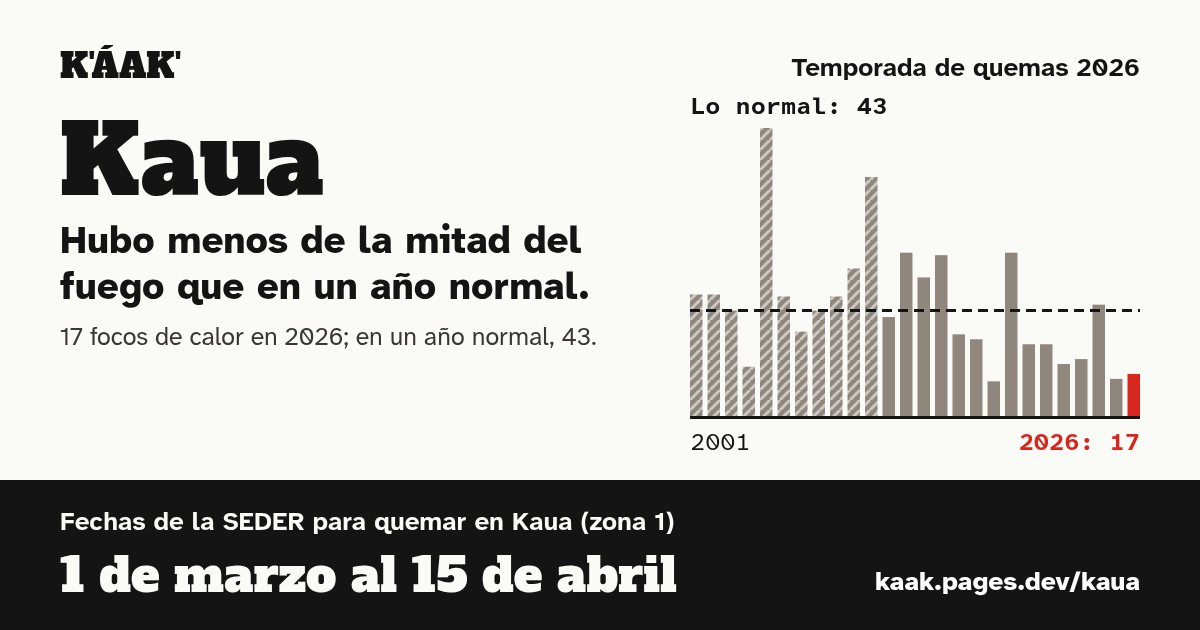 K'ÁAK'
Kaua
Hubo menos de la mitad del
fuego que en un año normal.
17 focos de calor en 2026; en un año normal, 43.
Temporada de quemas 2026
Lo normal: 43
2001
2026: 17
Fechas de la SEDER para quemar en Kaua (zona 1)
1 de marzo al 15 de abril
kaak.pages.dev/kaua